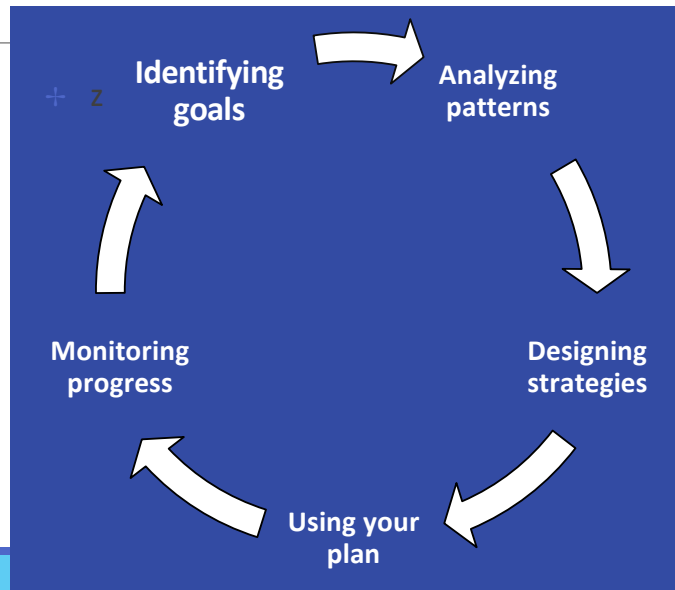 Identifying
goals
Analyzing
patterns
z
Designing
strategies
Using your
plan
Monitoring
progress